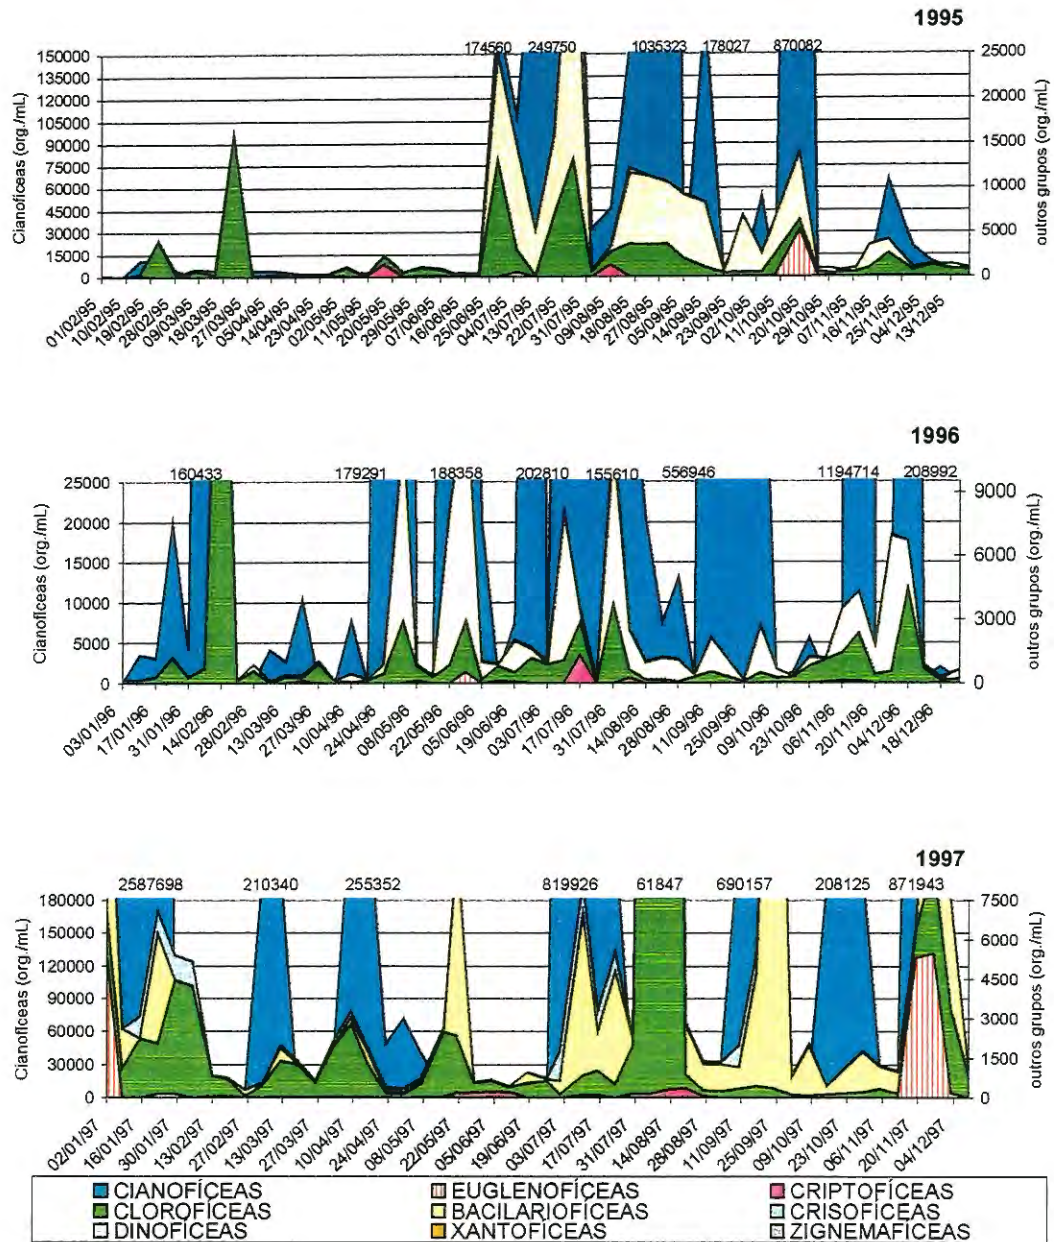 1995
174560 249750 1035323 178027 870082
Cianofíceas (org./mL)
150000
135000
120000
105000
90000
75000
60000
45000
30000
15000
0
25000
20000
15000
10000
5000
0
outros grupos (org./mL)
01/02/95 10/02/95 19/02/95 28/02/95 09/03/95 18/03/95 27/03/95 05/04/95 14/04/95 23/04/95 02/05/95 11/05/95 20/05/95 29/05/95 07/08/95 16/08/95 25/08/95 04/07/95 13/07/95 22/07/95 31/07/95 09/08/95 18/08/95 27/08/95 05/09/95 14/09/95 23/09/95 02/10/95 11/10/95 20/10/95 29/10/95 07/11/95 16/11/95 25/11/95 04/12/95 13/12/95
1996
160433 179291 188358 202810 155610 556946 1194714 208992
Cianofíceas (org./mL)
25000
20000
15000
10000
5000
0
9000
6000
3000
0
outros grupos (org./mL)
03/01/96 17/01/96 31/01/96 14/02/96 28/02/96 13/03/96 27/03/96 10/04/96 24/04/96 08/05/96 22/05/96 05/06/96 19/06/96 03/07/96 17/07/96 31/07/96 14/08/96 28/08/96 11/09/96 25/09/96 09/10/96 23/10/96 06/11/96 20/11/96 04/12/96 18/12/96
1997
2587698 210340 255352 819926 61847 690157 208125 871943
Cianofíceas (org./mL)
180000
150000
120000
90000
60000
30000
0
7500
6000
4500
3000
1500
0
outros grupos (org./mL)
02/01/97 16/01/97 30/01/97 13/02/97 27/02/97 13/03/97 27/03/97 10/04/97 24/04/97 08/05/97 22/05/97 05/06/97 19/06/97 03/07/97 17/07/97 31/07/97 14/08/97 28/08/97 11/09/97 25/09/97 09/10/97 23/10/97 06/11/97 20/11/97 04/12/97
CIANOFÍCEAS EUGLENOFÍCEAS CRIPTOFÍCEAS
CLOROFÍCEAS BACILARIOFÍCEAS CRISOFÍCEAS
DINOFÍCEAS XANTOFÍCEAS ZIGNEMAFICEAS